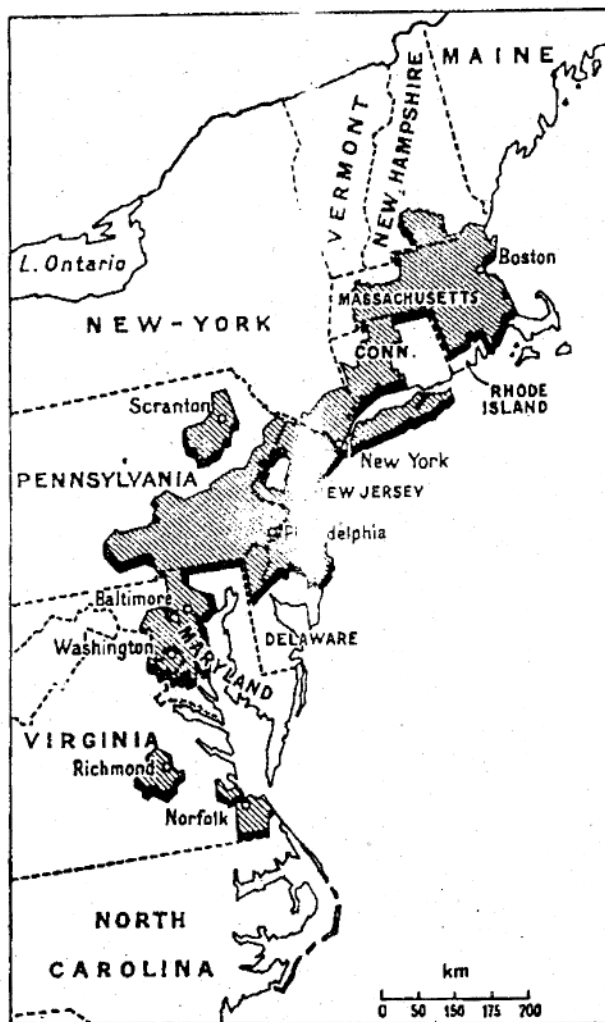 MAINE
VERMONT
NEW HAMPSHIRE
L. Ontario
Boston
MASSACHUSETTS
NEW-YORK
CONN.
RHODE
ISLAND
Scranton
New York
PENNSYLVANIA
EW JERSEY
Philadelphia
Baltimore
DELAWARE
Washington
MARYLAND
VIRGINIA
Richmond
Norfolk
NORTH
CAROLINA
km
0 50 150 175 200